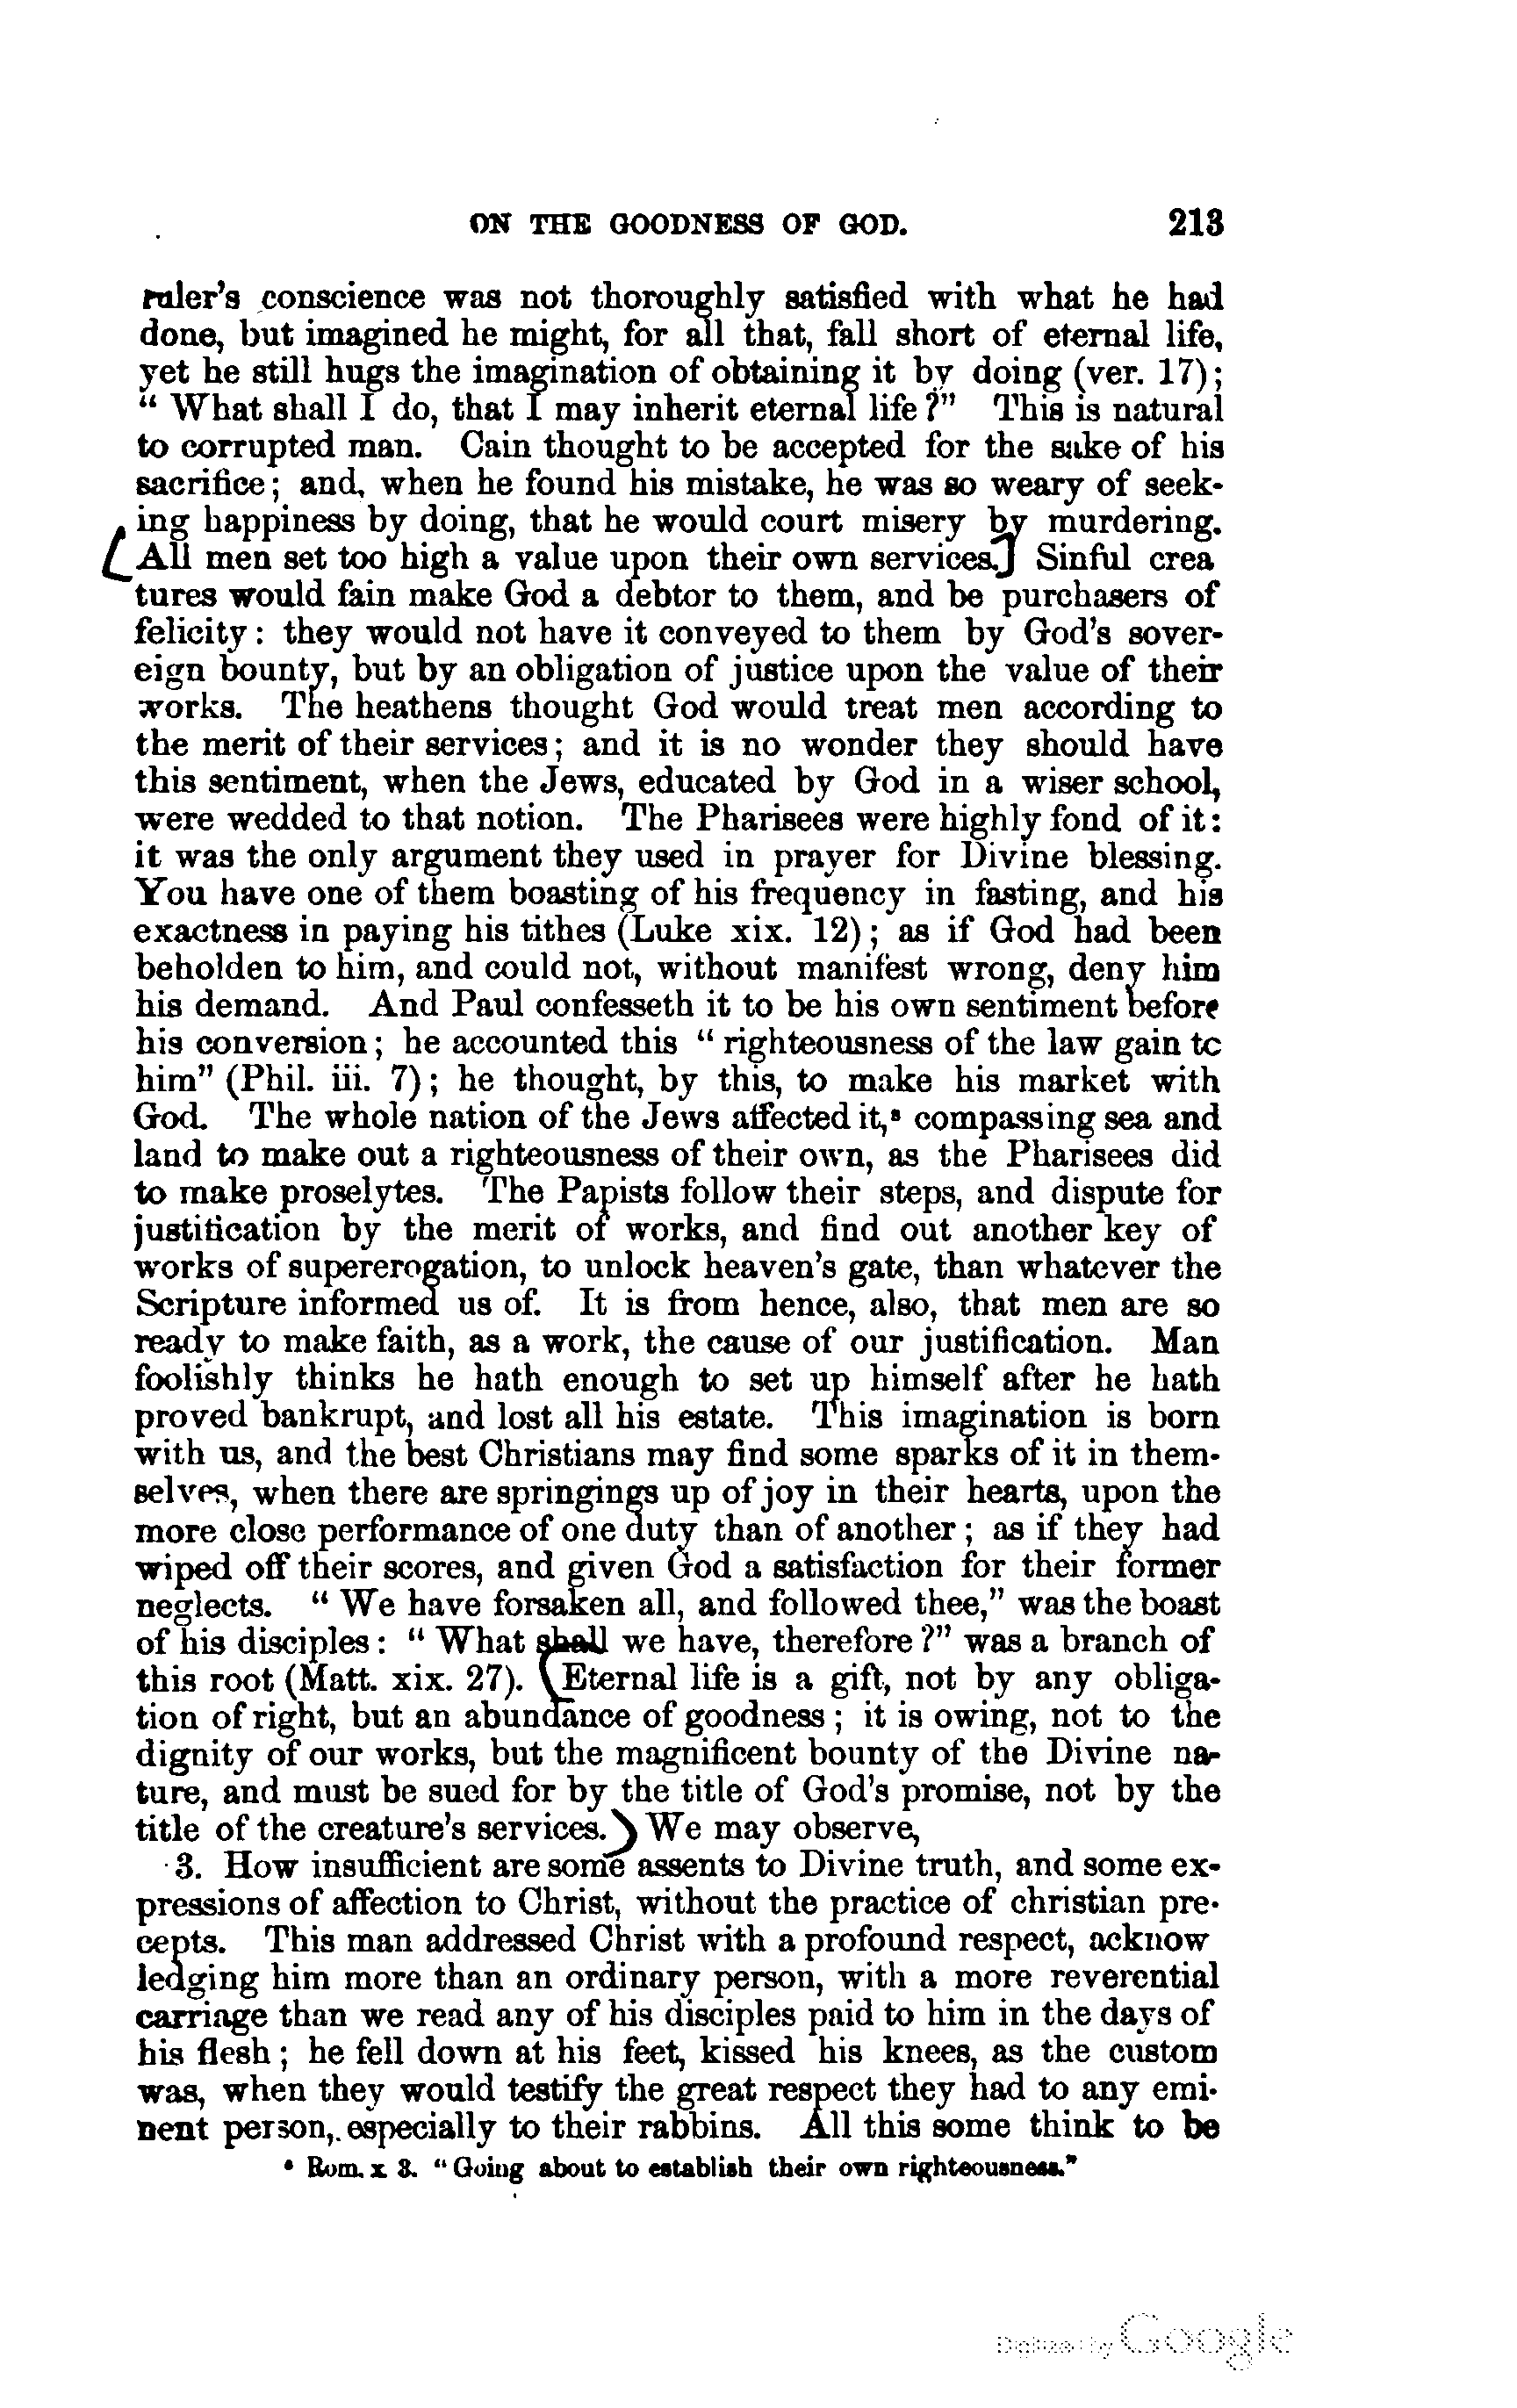 ON THE GOODNESS OF GOD. 213
ruler's conscience was not thoroughly satisfied with what he had
done, but imagined he might, for all that, fall short of eternal life,
yet he still hugs the imagination of obtaining it by doing (ver. 17);
“ What shall I do, that I may inherit eternal life ?” This is natural
to corrupted man. Cain thought to be accepted for the sake of his
sacrifice; and, when he found his mistake, he was so weary of seek-
ing happiness by doing, that he would court misery by murdering.
[All men set too high a value upon their own services.] Sinful crea
tures would fain make God a debtor to them, and be purchasers of
felicity: they would not have it conveyed to them by God's sover-
eign bounty, but by an obligation of justice upon the value of their
works. The heathens thought God would treat men according to
the merit of their services; and it is no wonder they should have
this sentiment, when the Jews, educated by God in a wiser school,
were wedded to that notion. The Pharisees were highly fond of it:
it was the only argument they used in prayer for Divine blessing.
You have one of them boasting of his frequency in fasting, and his
exactness in paying his tithes (Luke xix. 12); as if God had been
beholden to him, and could not, without manifest wrong, deny him
his demand. And Paul confesseth it to be his own sentiment before
his conversion; he accounted this “ righteousness of the law gain to
him” (Phil. iii. 7); he thought, by this, to make his market with
God. The whole nation of the Jews affected it,s compassing sea and
land to make out a righteousness of their own, as the Pharisees did
to make proselytes. The Papists follow their steps, and dispute for
justification by the merit of works, and find out another key of
works of supererogation, to unlock heaven's gate, than whatever the
Scripture informed us of. It is from hence, also, that men are so
ready to make faith, as a work, the cause of our justification. Man
foolishly thinks he hath enough to set up himself after he hath
proved bankrupt, and lost all his estate. This imagination is born
with us, and the best Christians may find some sparks of it in them-
selves, when there are springings up of joy in their hearts, upon the
more close performance of one duty than of another; as if they had
wiped off their scores, and given God a satisfaction for their former
neglects. “ We have forsaken all, and followed thee,” was the boast
of his disciples: “ What shall we have, therefore ?” was a branch of
this root (Matt. xix. 27). (Eternal life is a gift, not by any obliga-
tion of right, but an abundance of goodness; it is owing, not to the
dignity of our works, but the magnificent bounty of the Divine na-
ture, and must be sued for by the title of God's promise, not by the
title of the creature's services.) We may observe,
3. How insufficient are some assents to Divine truth, and some ex-
pressions of affection to Christ, without the practice of christian pre-
cepts. This man addressed Christ with a profound respect, acknow
ledging him more than an ordinary person, with a more reverential
carriage than we read any of his disciples paid to him in the days of
his flesh; he fell down at his feet, kissed his knees, as the custom
was, when they would testify the great respect they had to any emi-
nent person, especially to their rabbins. All this some think to be
s Rom. x 3. “Going about to establish their own righteousness.”
Digitized by Google